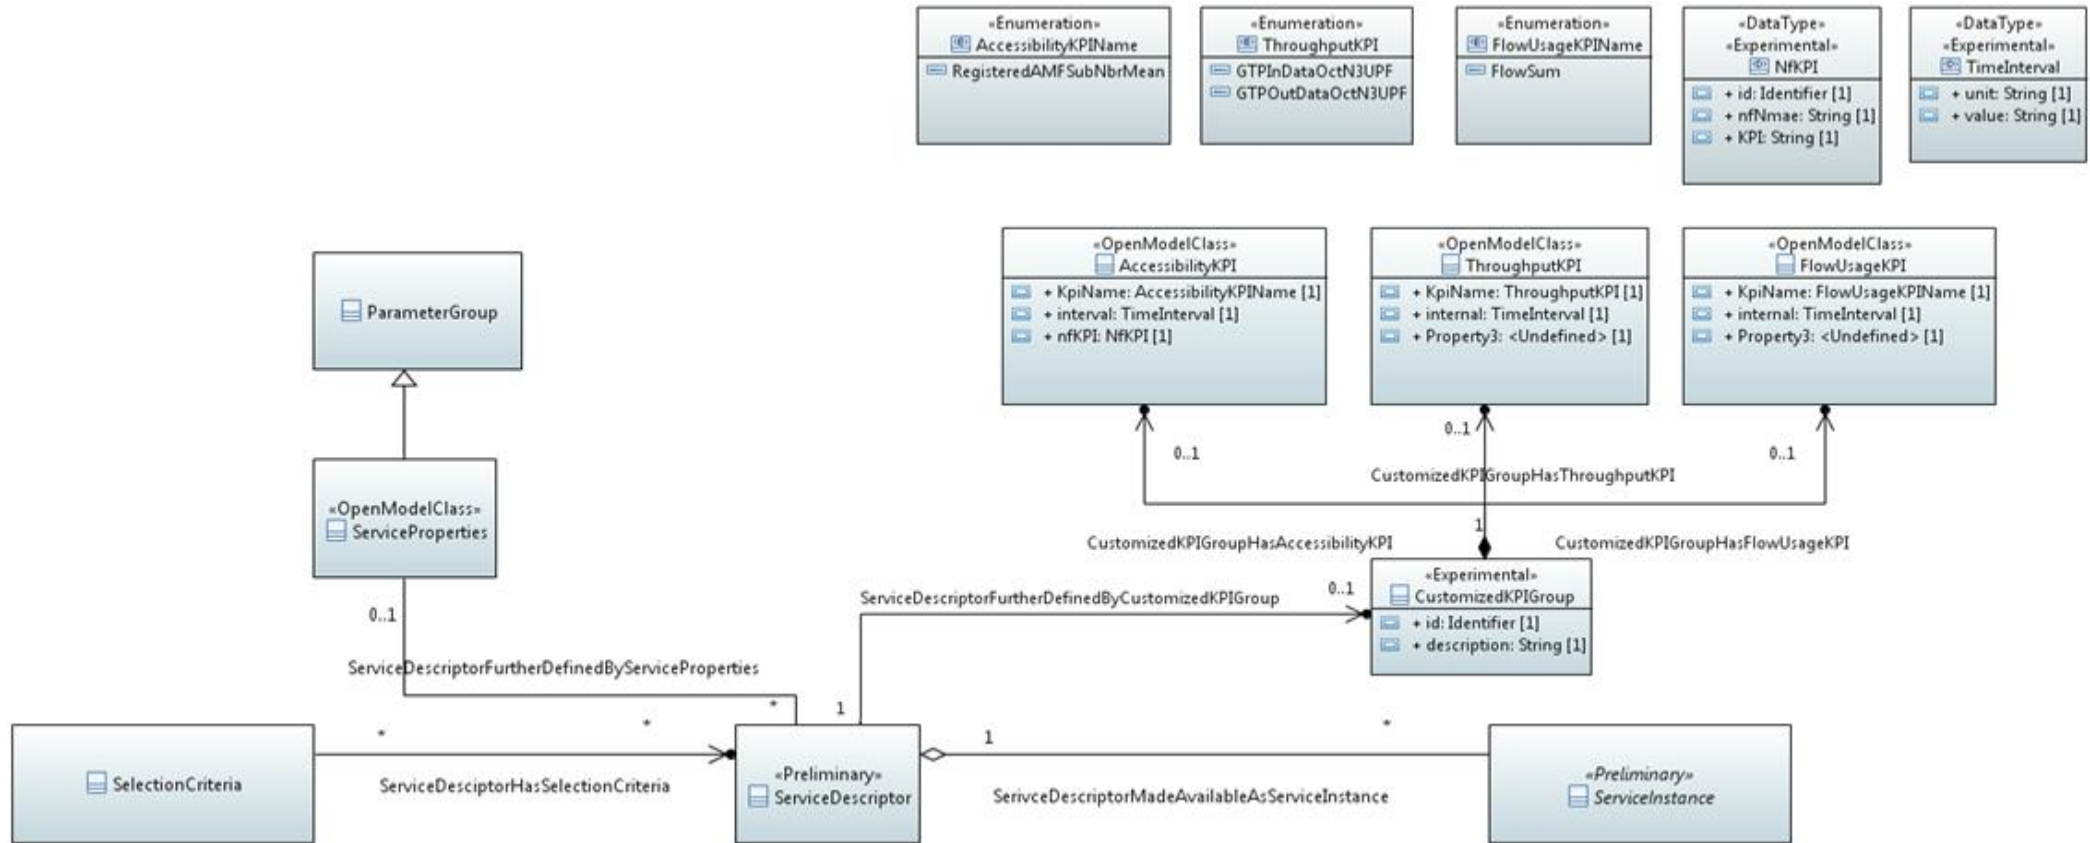 «Enumeration»
AccessibilityKPIName
RegisteredAMFSubNbrMean
«Enumeration»
ThroughputKPI
GTPInDataOctN3UPF
GTPOutDataOctN3UPF
«Enumeration»
FlowUsageKPIName
FlowSum
«DataType»
«Experimental»
NfKPI
+ id: Identifier [1]
+ nfNmae: String [1]
+ KPI: String [1]
«DataType»
«Experimental»
TimeInterval
+ unit: String [1]
+ value: String [1]
«OpenModelClass»
AccessibilityKPI
+ KpiName: AccessibilityKPIName [1]
+ interval: TimeInterval [1]
+ nfKPI: NfKPI [1]
«OpenModelClass»
ThroughputKPI
+ KpiName: ThroughputKPI [1]
+ internal: TimeInterval [1]
+ Property3: <Undefined> [1]
«OpenModelClass»
FlowUsageKPI
+ KpiName: FlowUsageKPIName [1]
+ internal: TimeInterval [1]
+ Property3: <Undefined> [1]
ParameterGroup
0..1
0..1
0..1
CustomizedKPIGroupHasThroughputKPI
«OpenModelClass»
ServiceProperties
1
CustomizedKPIGroupHasAccessibilityKPI
CustomizedKPIGroupHasFlowUsageKPI
«Experimental»
CustomizedKPIGroup
+ id: Identifier [1]
+ description: String [1]
0..1
ServiceDescriptorFurtherDefinedByCustomizedKPIGroup
0..1
ServiceDescriptorFurtherDefinedByServiceProperties
*
1
*
*
ServiceDesciptorHasSelectionCriteria
SelectionCriteria
«Preliminary»
ServiceDescriptor
1
*
SerivceDescriptorMadeAvailableAsServiceInstance
«Preliminary»
ServiceInstance